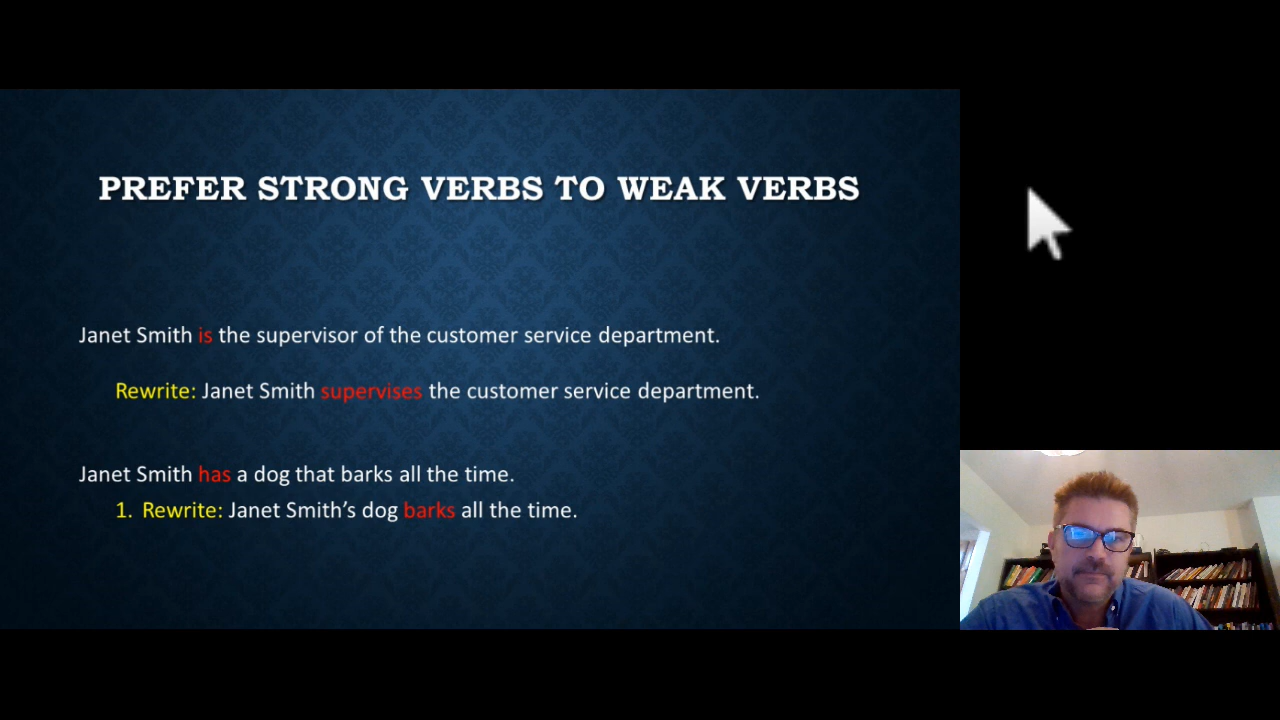 PREFER STRONG VERBS TO WEAK VERBS
Janet Smith is the supervisor of the customer service department.
Rewrite: Janet Smith supervises the customer service department.
Janet Smith has a dog that barks all the time.
1. Rewrite: Janet Smith’s dog barks all the time.